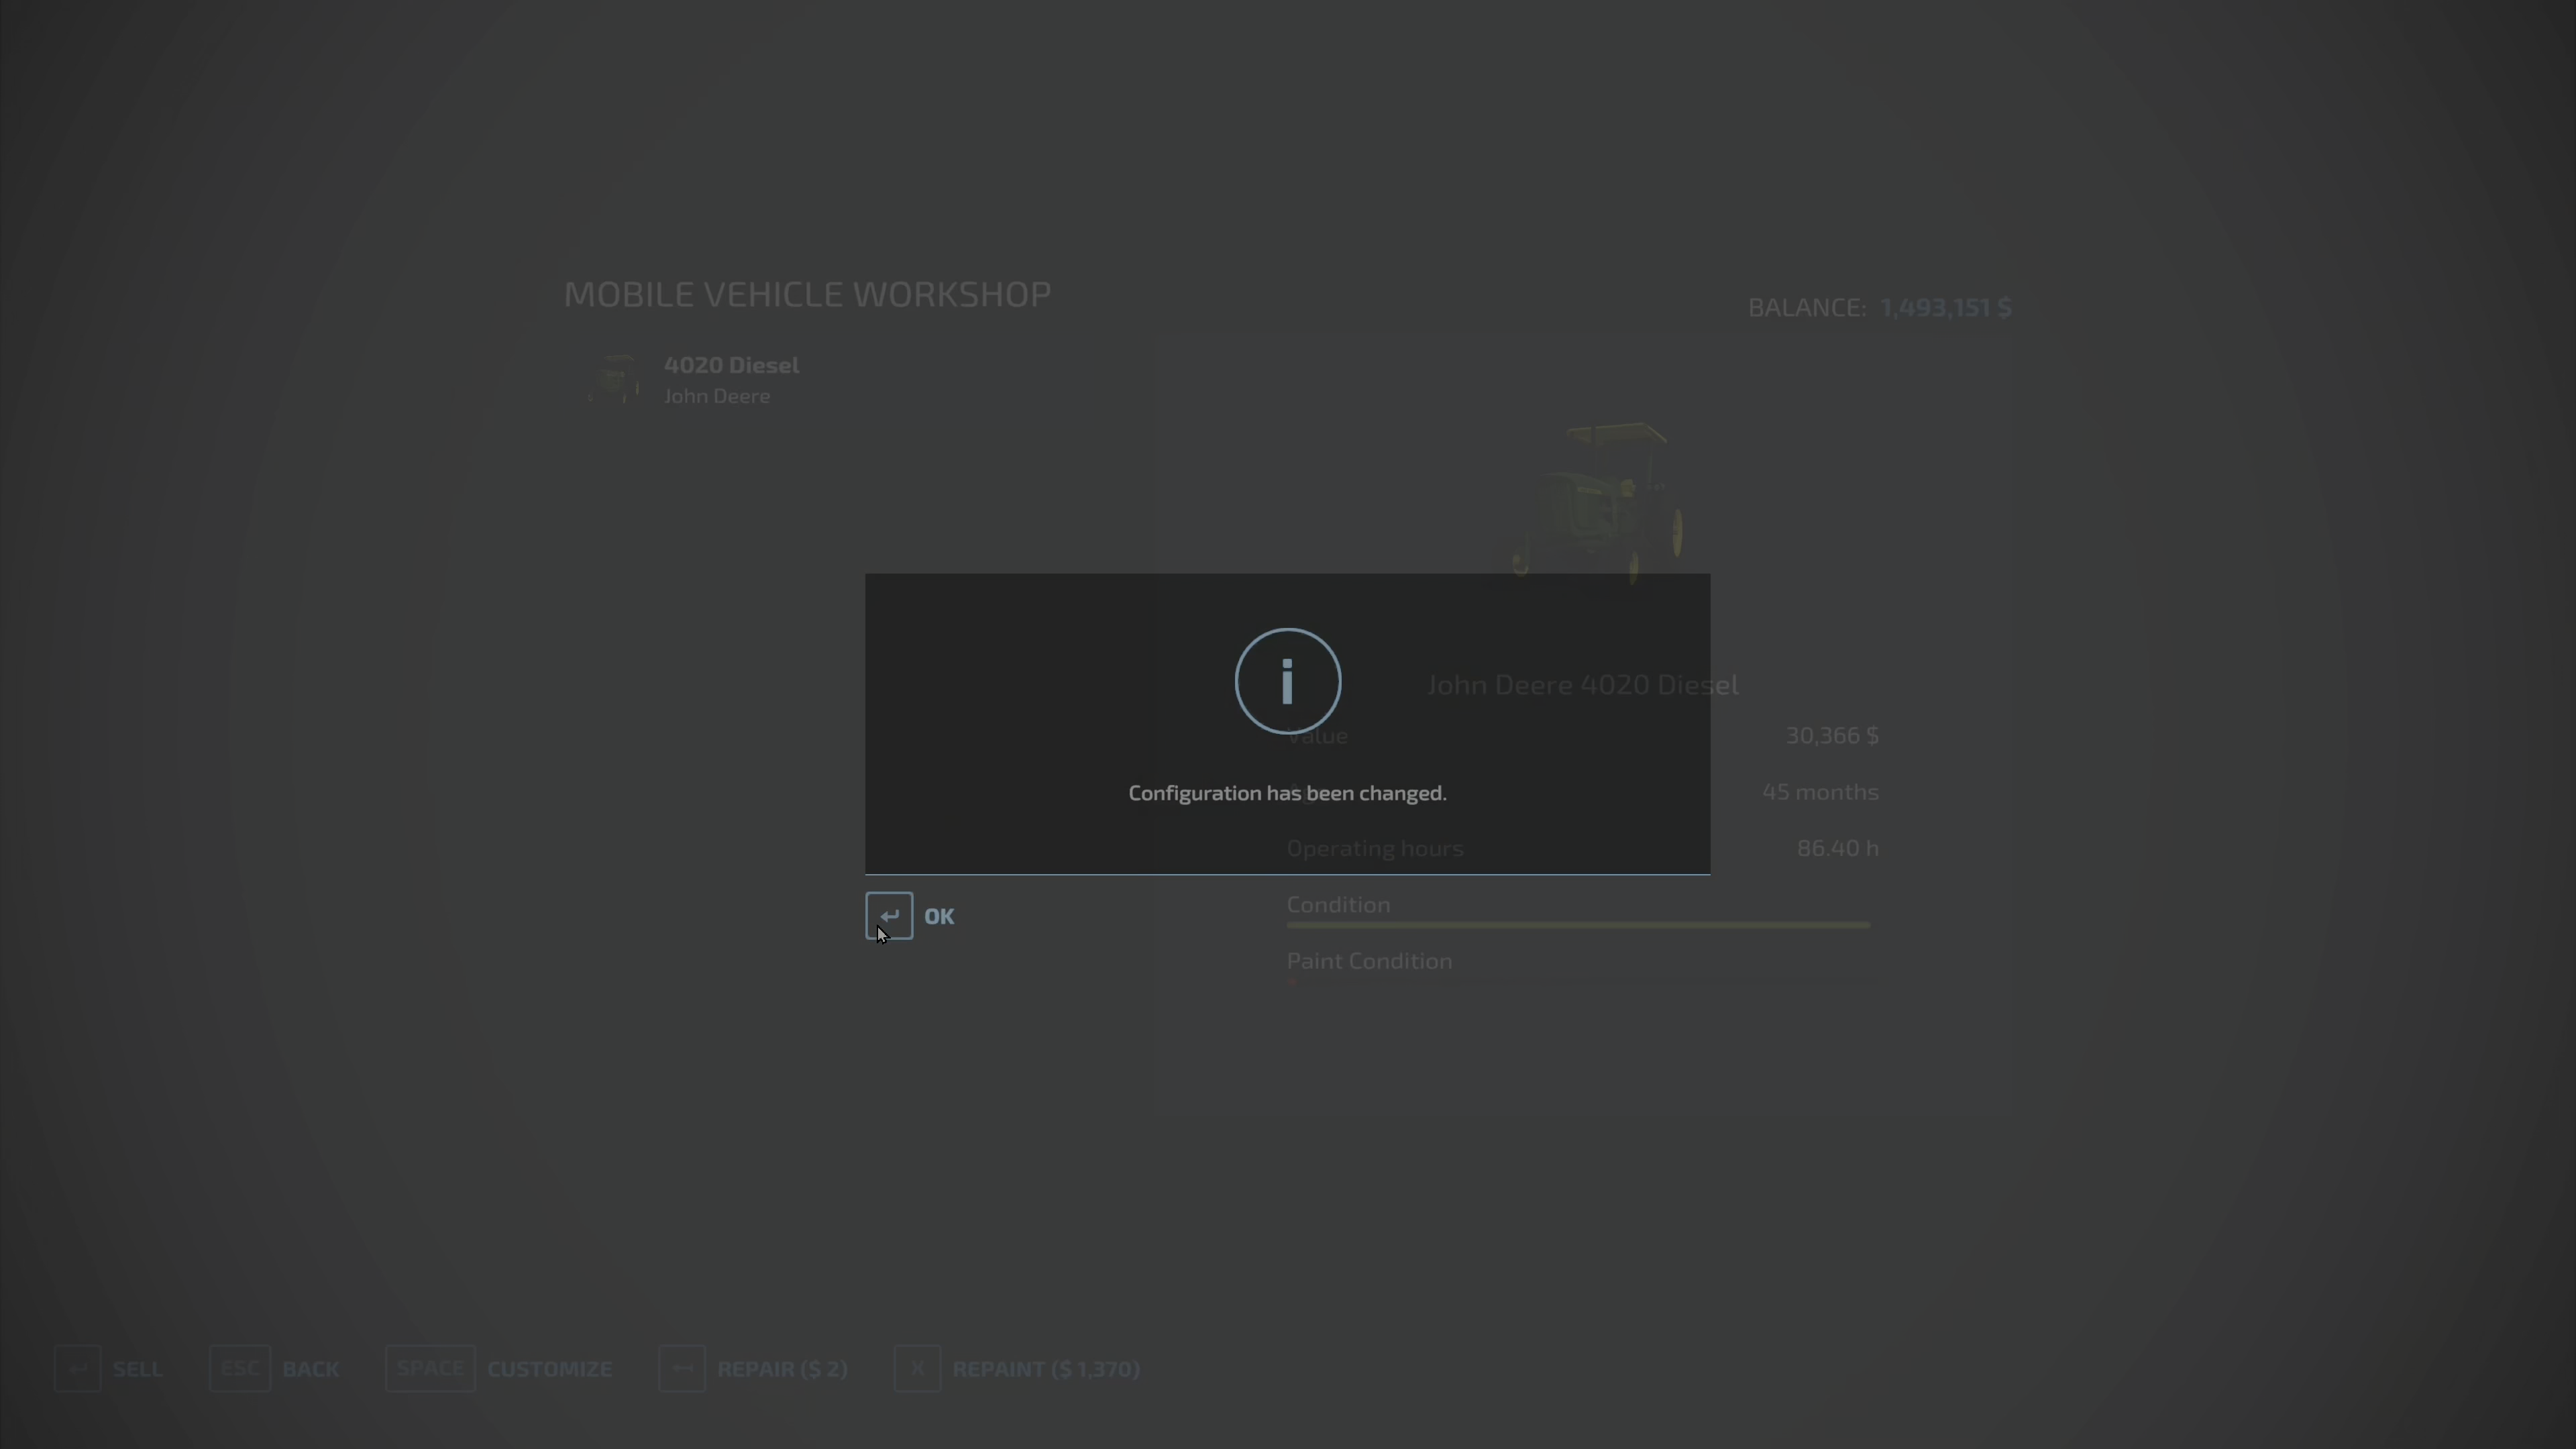 MOBILE VEHICLE WORKSHOP
BALANCE: 1,493,151 $
4020 Diesel
John Deere
John Deere 4020 Diesel
Value 30,366 $
Configuration has been changed.
45 months
Operating hours 86.40 h
OK
Condition
Paint Condition
SELL ESC BACK SPACE CUSTOMIZE REPAIR ($ 2) X REPAINT ($ 1,370)